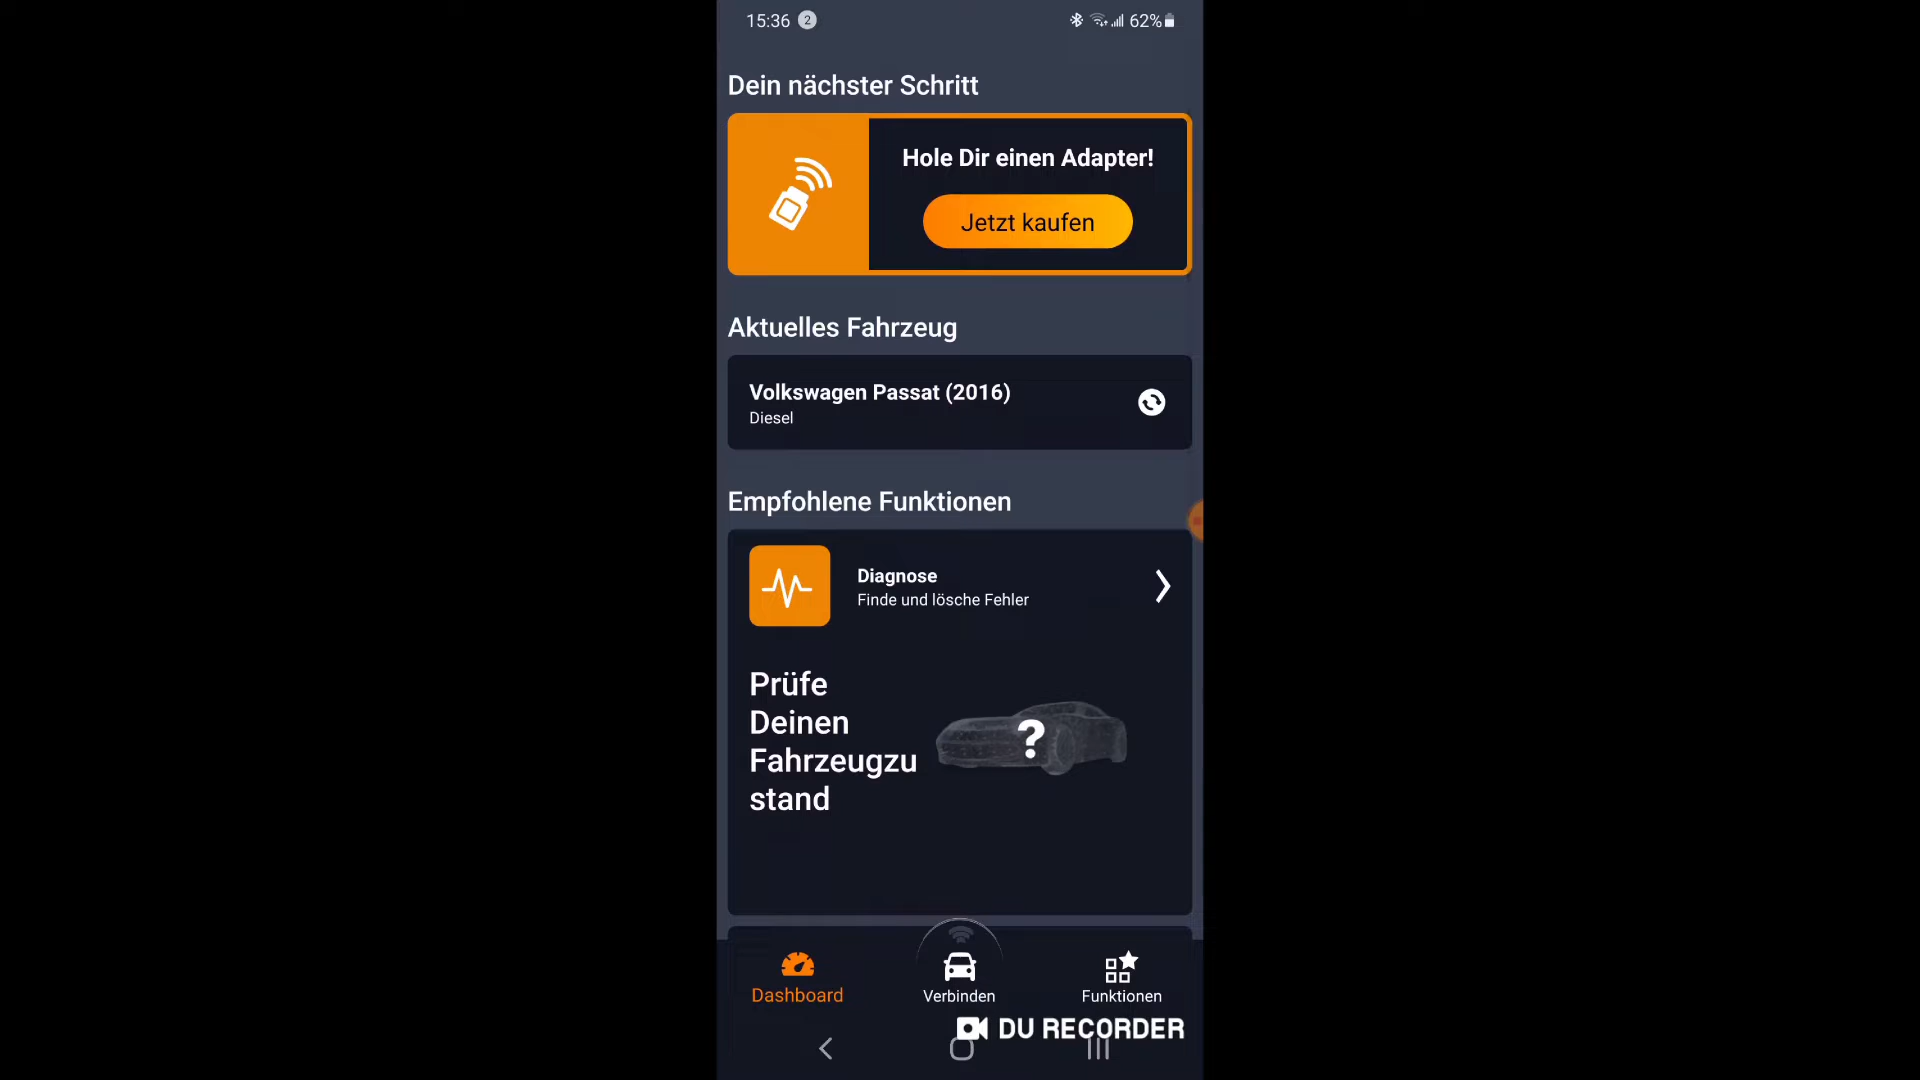 15:36 2 62%
Dein nächster Schritt
Hole Dir einen Adapter!
Jetzt kaufen
Aktuelles Fahrzeug
Volkswagen Passat (2016)
Diesel
Empfohlene Funktionen
Diagnose
Finde und lösche Fehler
Prüfe
Deinen
Fahrzeugzu
stand
?
Dashboard Verbinden Funktionen
DU RECORDER